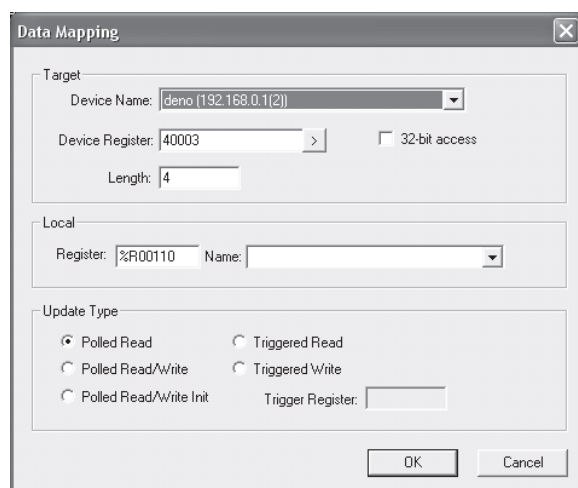 Data Mapping
Target
Device Name: deno (192.168.0.1(2))
Device Register: 40003 > 32-bit access
Length: 4
Local
Register: %R00110 Name:
Update Type
Polled Read Triggered Read
Polled Read/Write Triggered Write
Polled Read/Write Init Trigger Register:
OK Cancel